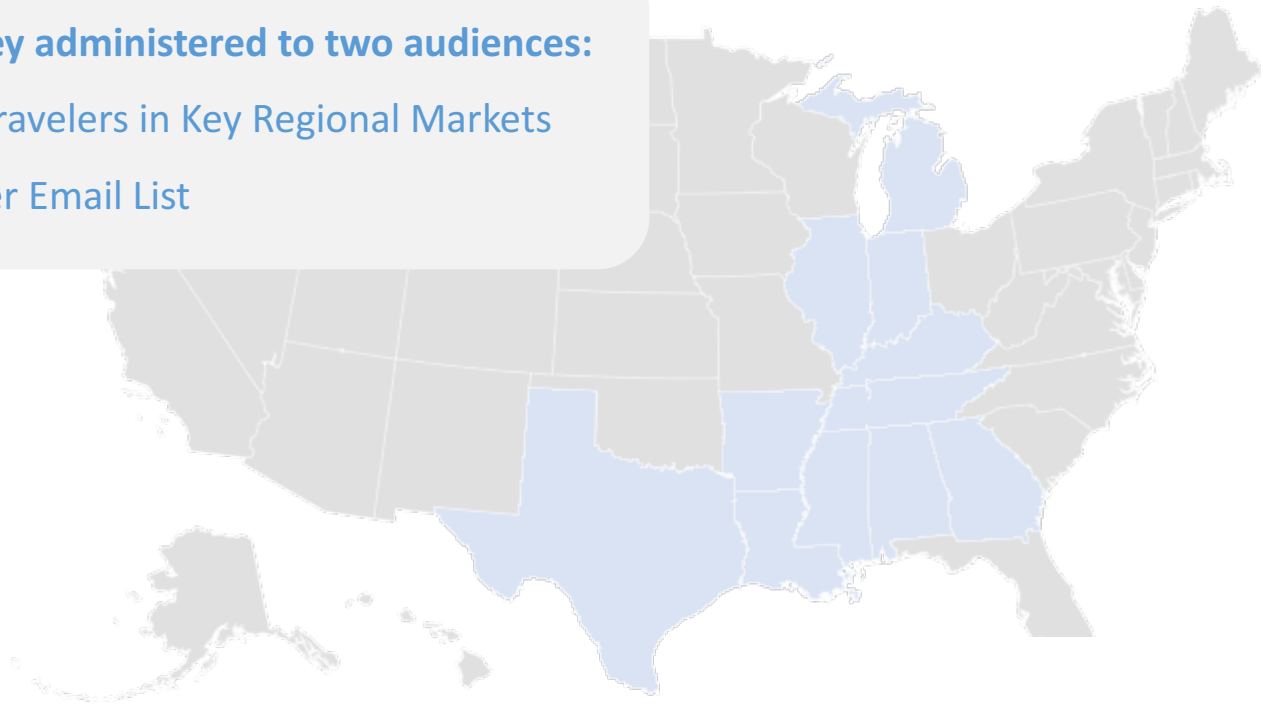 ey administered to two audiences:
ravelers in Key Regional Markets
er Email List